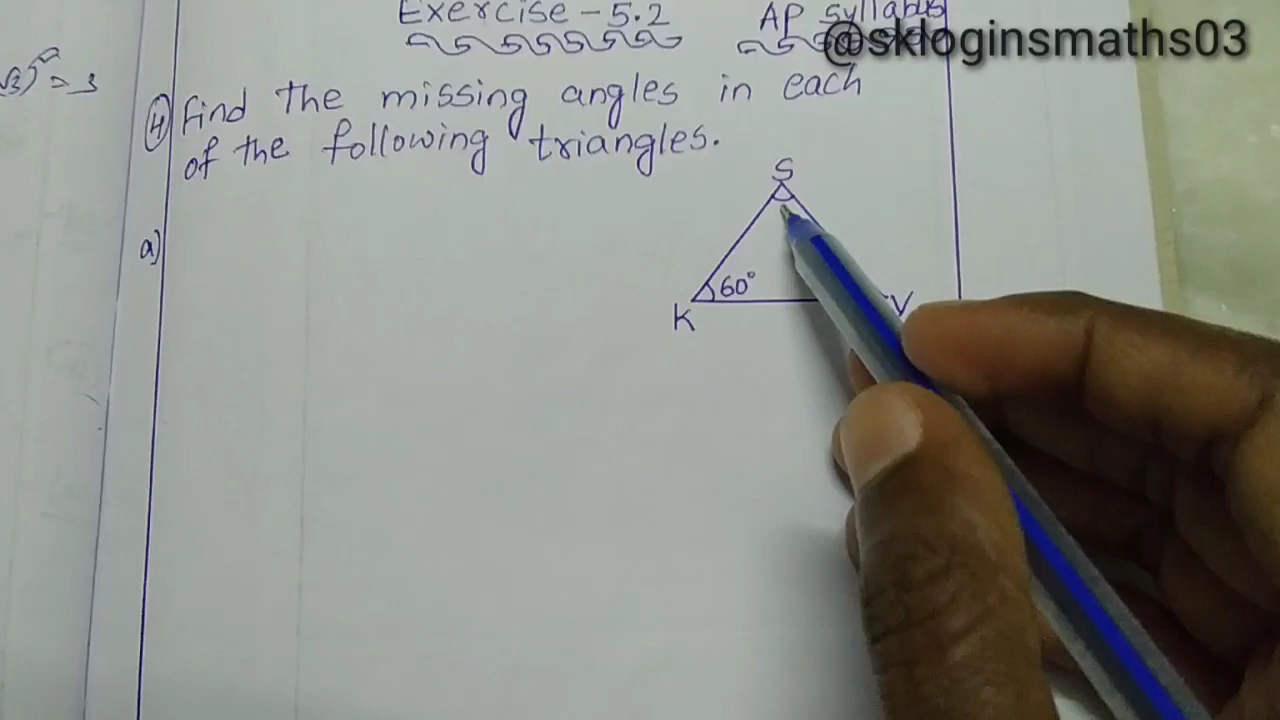 Exercise - 5.2 AP syllabus
@skloginsmaths03
4 Find the missing angles in each
of the following triangles.
a)
S
60°
K
V